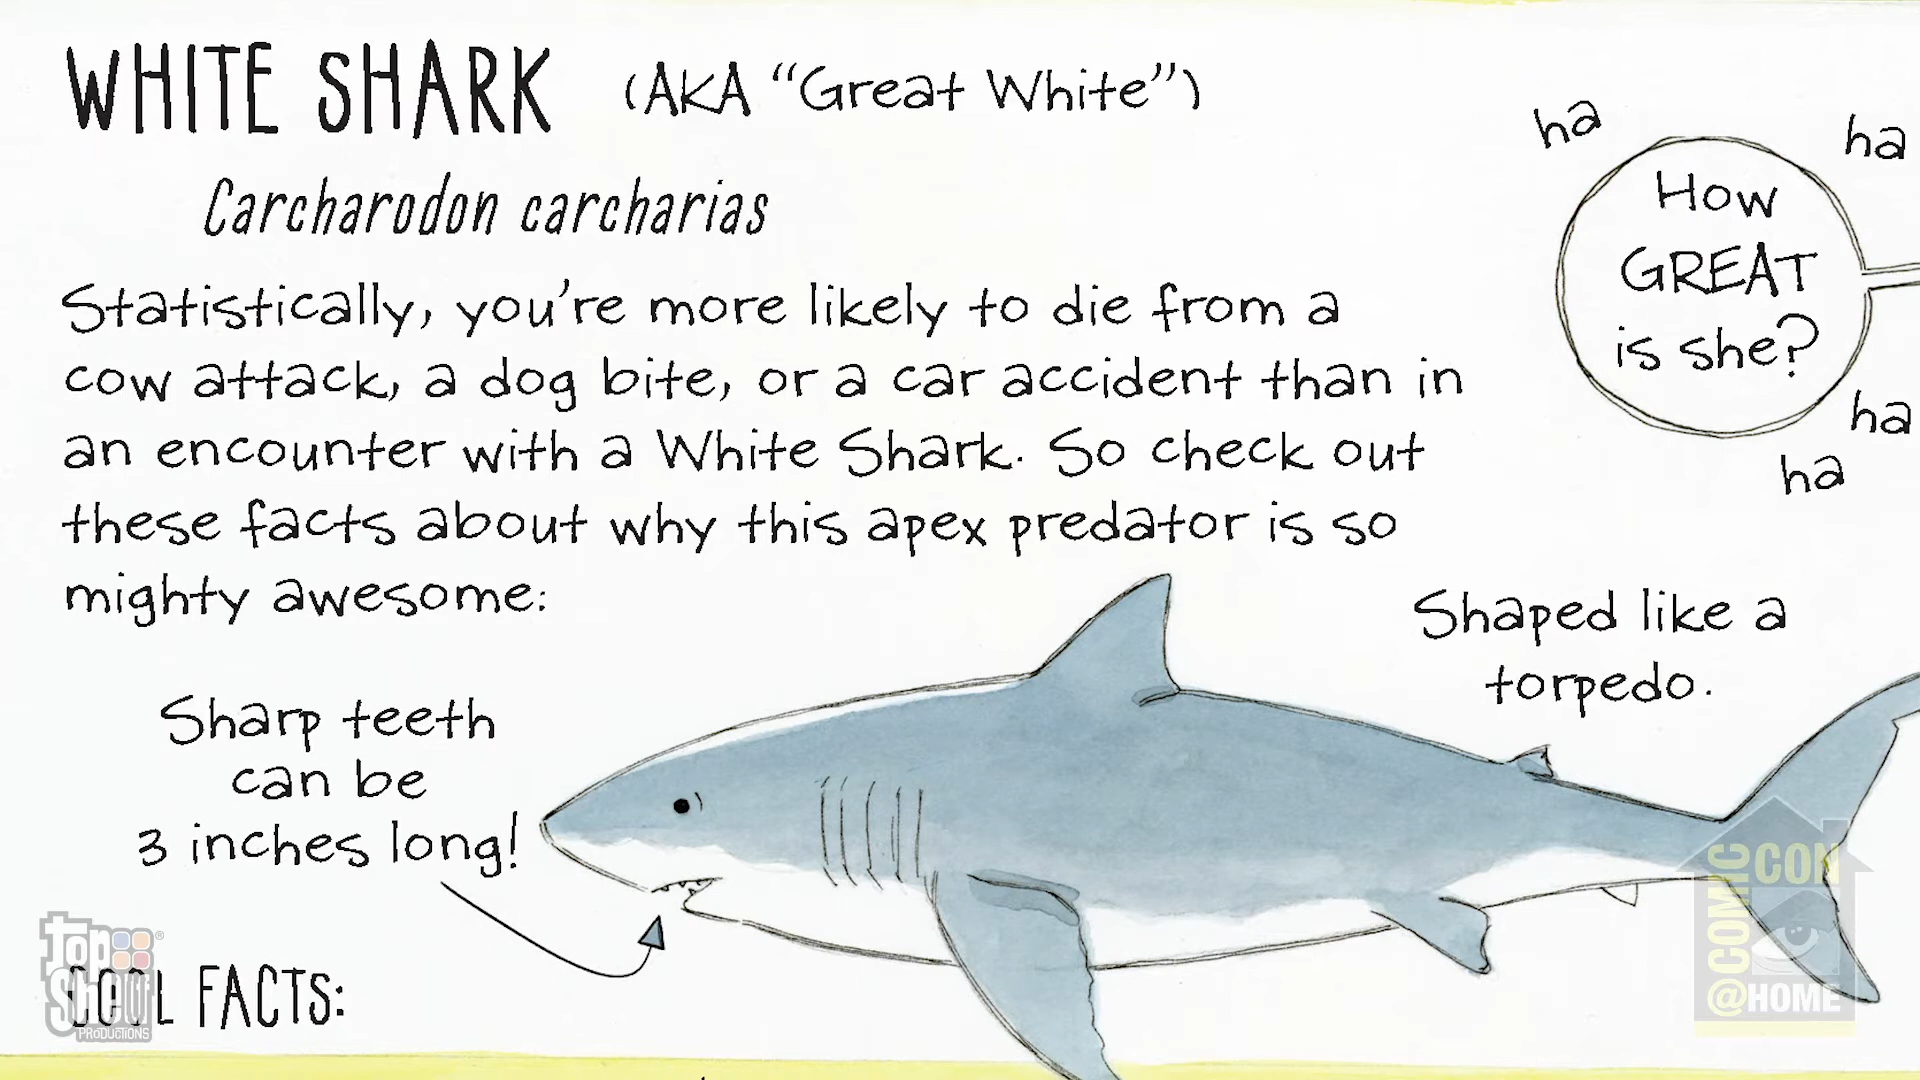 WHITE SHARK (AKA "Great White")
Carcharodon carcharias
Statistically, you're more likely to die from a
cow attack, a dog bite, or a car accident than in
an encounter with a White Shark. So check out
these facts about why this apex predator is so
mighty awesome:
ha
ha
How
GREAT
is she?
ha
ha
Shaped like a
torpedo.
Sharp teeth
can be
3 inches long!
COOL FACTS:
Top
Shelf
PRODUCTIONS
®
COMIC
CON
@HOME